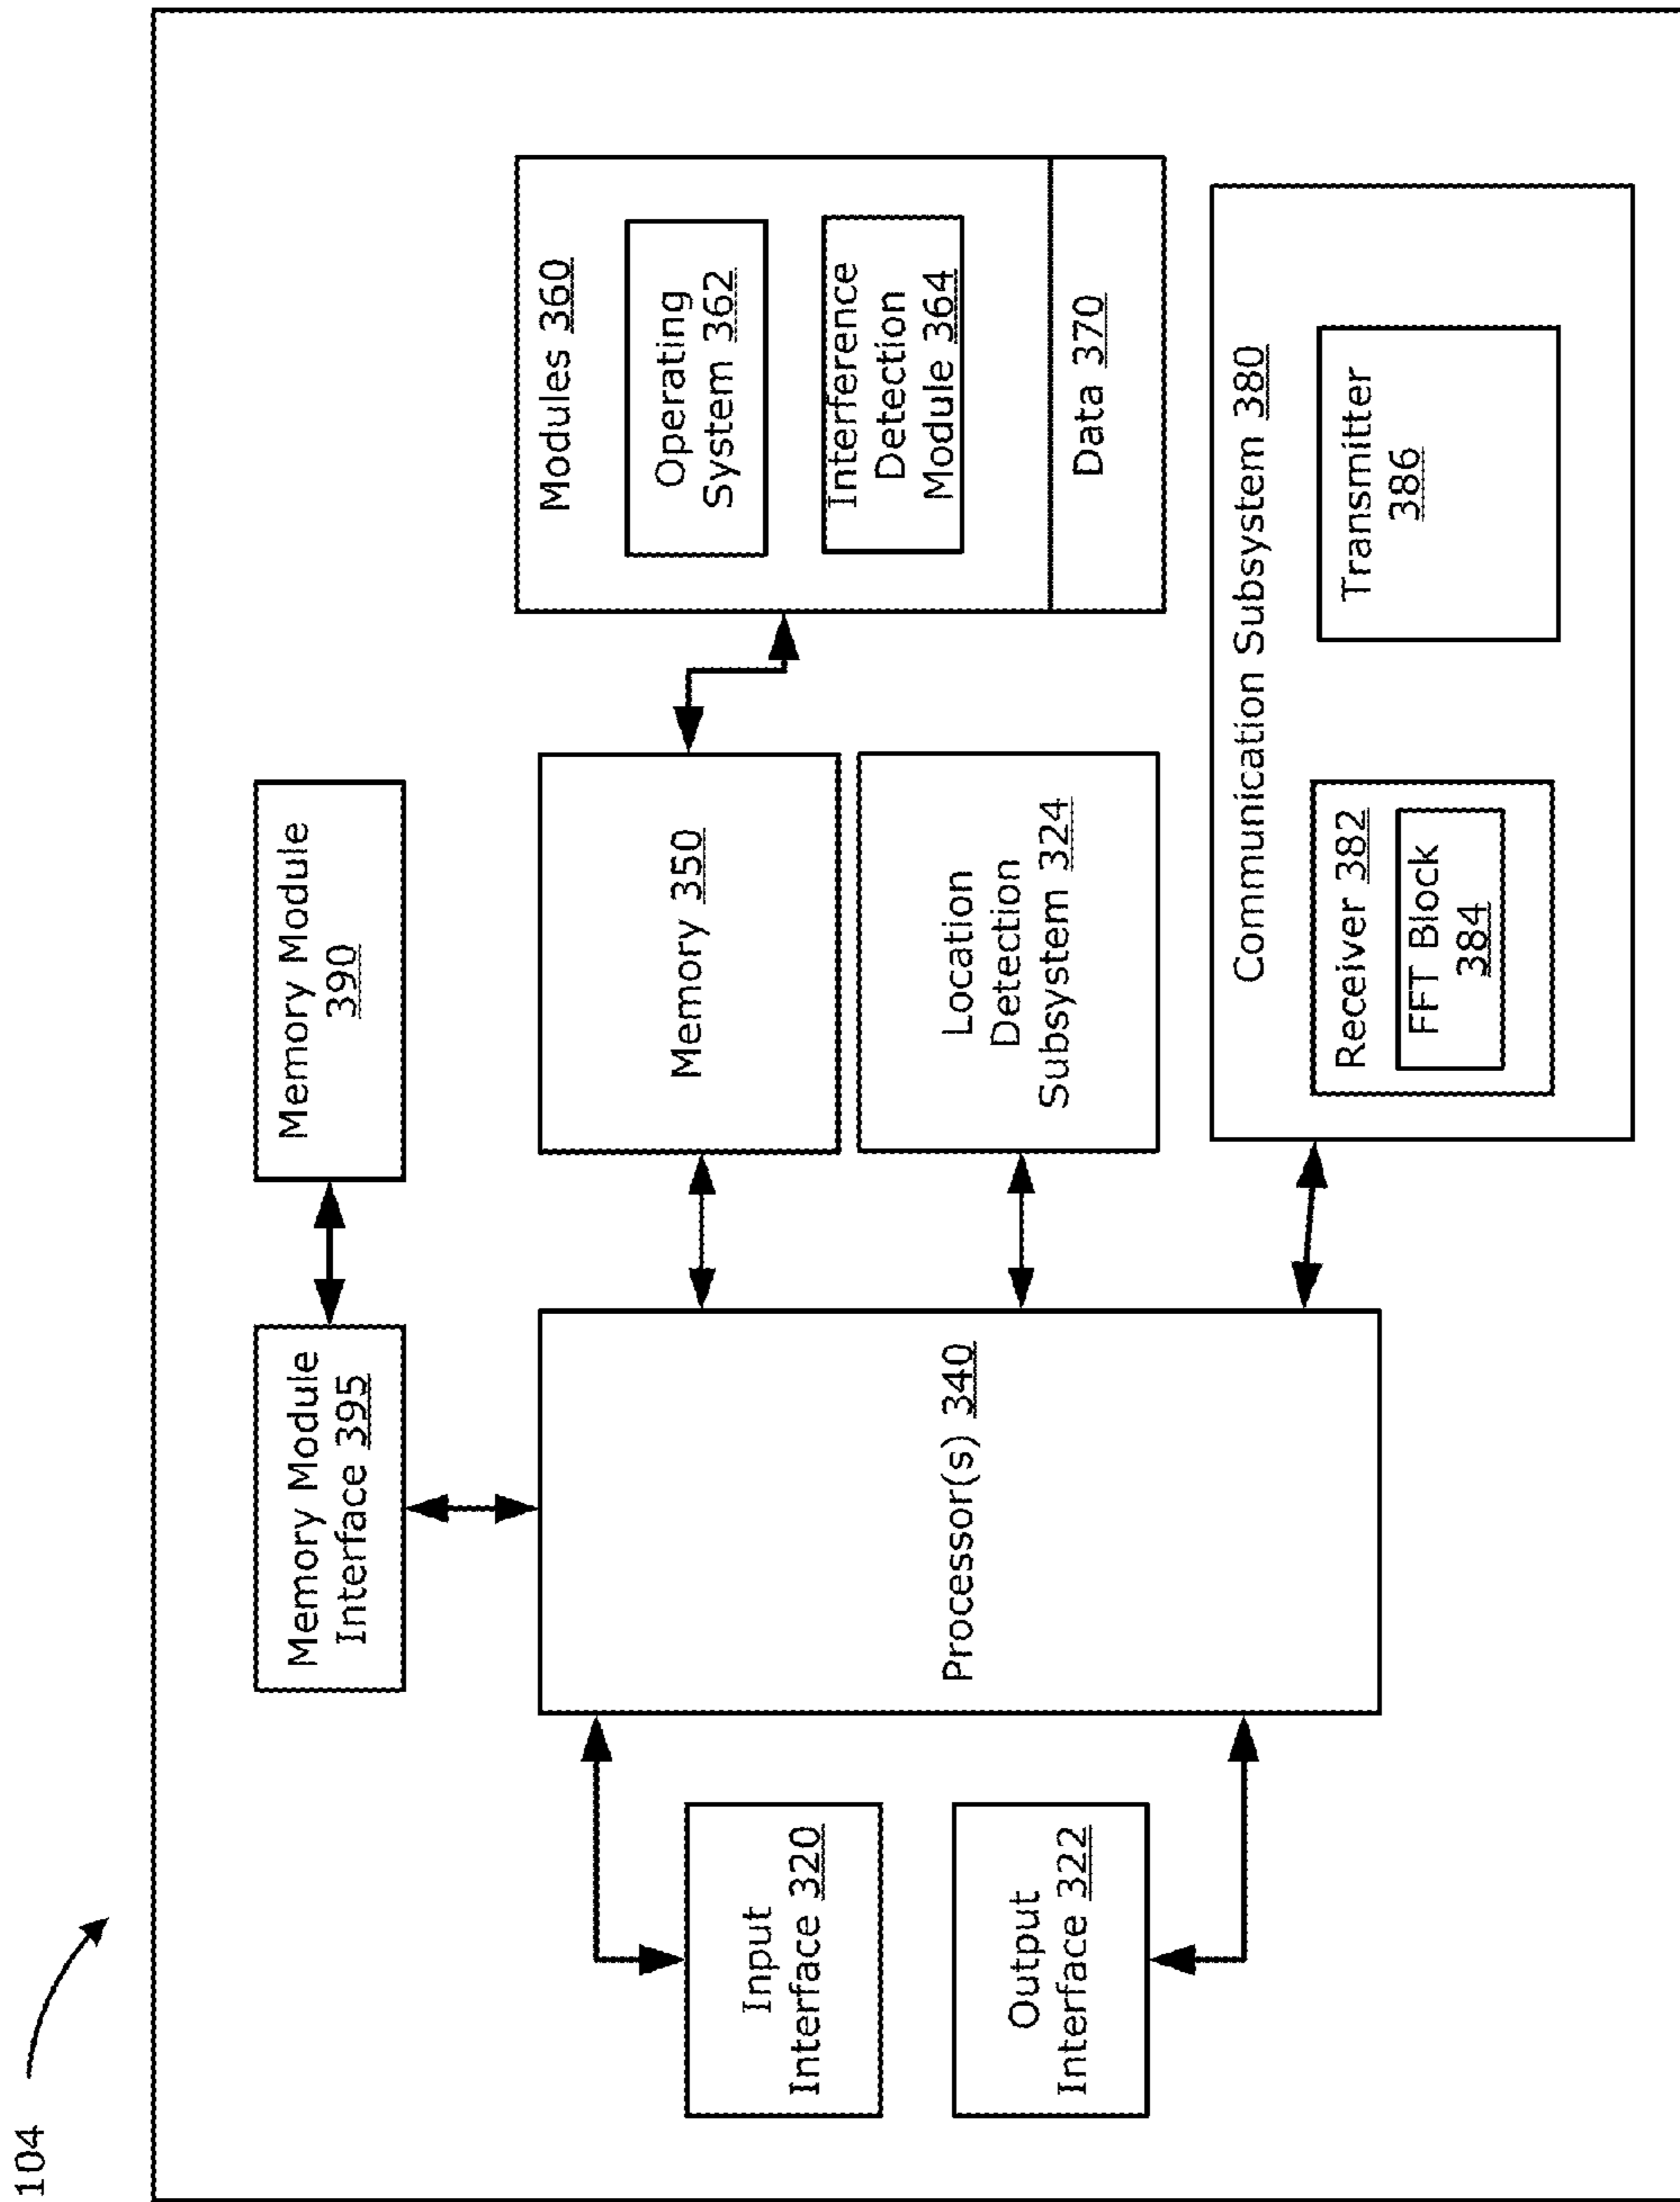 104
Memory Module
Interface 395
Memory Module
390
Input
Interface 320
Output
Interface 322
Processor(s) 340
Memory 350
Location
Detection
Subsystem 324
Modules 360
Operating
System 362
Interference
Detection
Module 364
Data 370
Communication Subsystem 380
Receiver 382
FFT Block
384
Transmitter
386